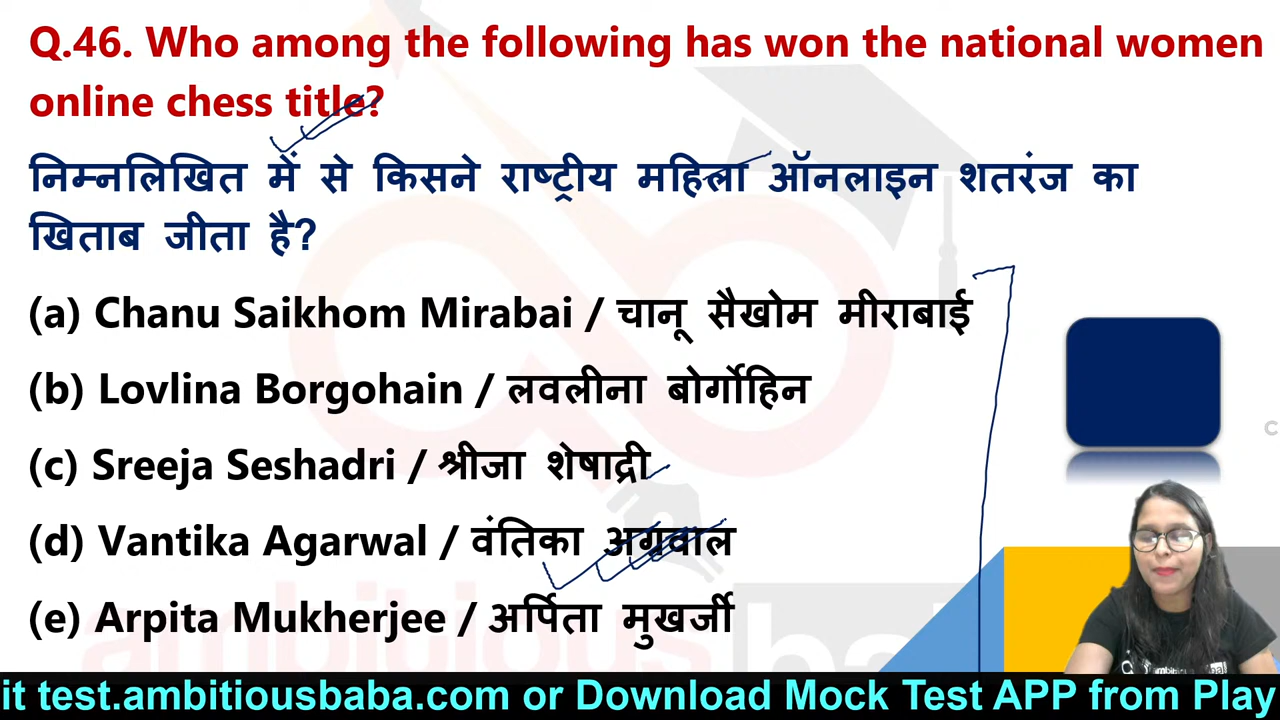 Q.46. Who among the following has won the national women
online chess title?
निम्नलिखित में से किसने राष्ट्रीय महिला ऑनलाइन शतरंज का
खिताब जीता है?
(a) Chanu Saikhom Mirabai / चानू सैखोम मीराबाई
(b) Lovlina Borgohain / लवलीना बोर्गोहिन
(c) Sreeja Seshadri / श्रीजा शेषाद्री
(d) Vantika Agarwal / वंतिका अग्रवाल
(e) Arpita Mukherjee / अर्पिता मुखर्जी
ambitious
it test.ambitiousbaba.com or Download Mock Test APP from Play